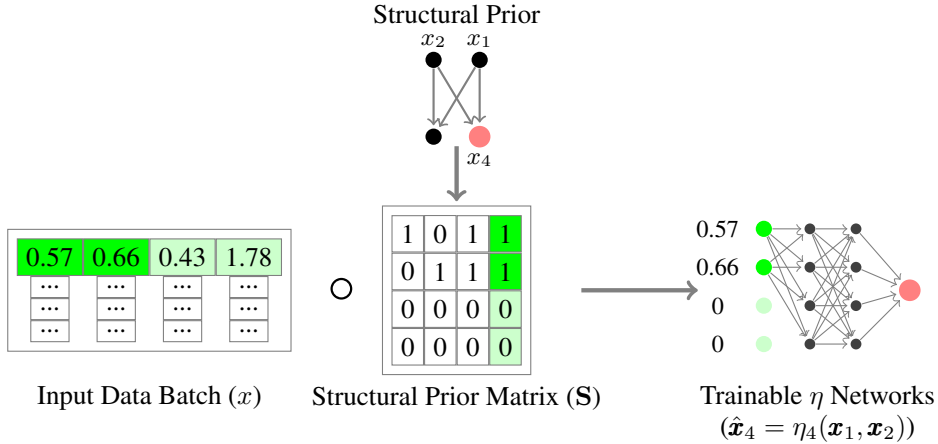 Structural Prior
x₂ x₁
x₄
0.57 0.66 0.43 1.78
... ... ... ...
... ... ... ...
... ... ... ...
1 0 1 1
0 1 1 1
0 0 0 0
0 0 0 0
0.57
0.66
0
0
Input Data Batch (x)
Structural Prior Matrix (S)
Trainable η Networks
(x̂₄ = η₄(x₁, x₂))